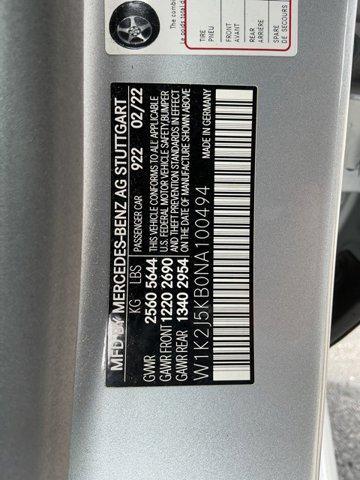 The combin
TIRE
PNEU
FRONT
AVANT
REAR
ARRIÈRE
SPARE
DE SECOURS
MFD BY MERCEDES-BENZ AG STUTTGART
PASSENGER CAR 922 02/22
KG LBS
GVWR 2560 5644
GAWR FRONT 1220 2690
GAWR REAR 1340 2954
THIS VEHICLE CONFORMS TO ALL APPLICABLE
U.S. FEDERAL MOTOR VEHICLE SAFETY,BUMPER
AND THEFT PREVENTION STANDARDS IN EFFECT
ON THE DATE OF MANUFACTURE SHOWN ABOVE
MADE IN GERMANY
W1K2J5KB0NA100494